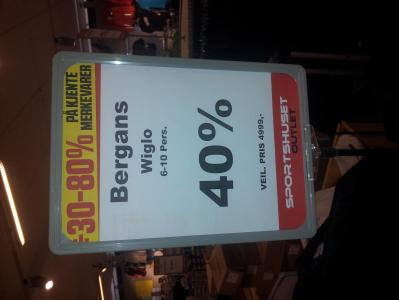 -30-80% PÅ KJENTE
MERKEVARER
Bergans
Wiglo
6-10 Pers.
40%
VEIL. PRIS 4999,-
SPORTSHUSET
OUTLET